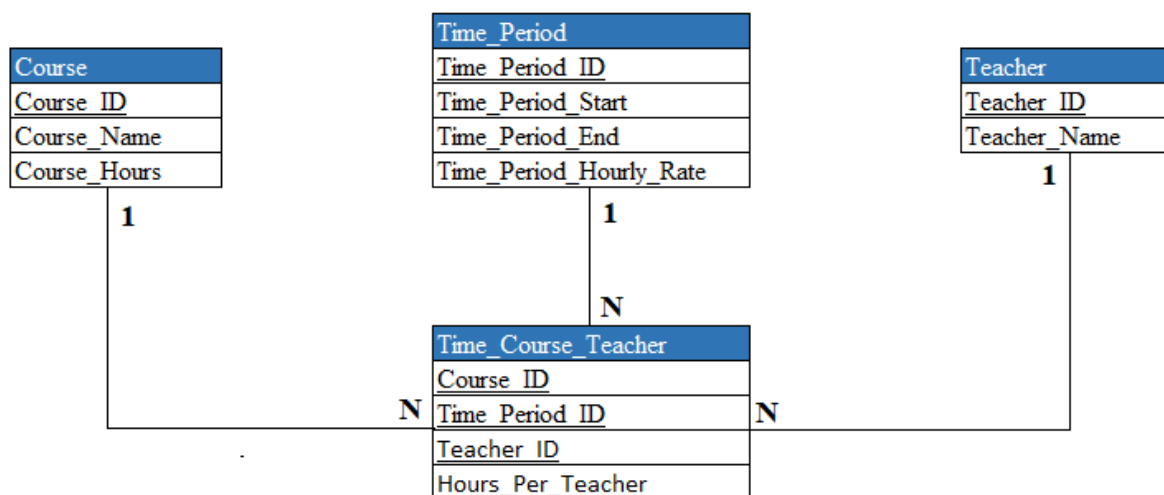 Course
Course_ID
Course_Name
Course_Hours
1
Time_Period
Time_Period_ID
Time_Period_Start
Time_Period_End
Time_Period_Hourly_Rate
1
Teacher
Teacher_ID
Teacher_Name
1
N
N
N
Time_Course_Teacher
Course_ID
Time_Period_ID
Teacher_ID
Hours_Per_Teacher